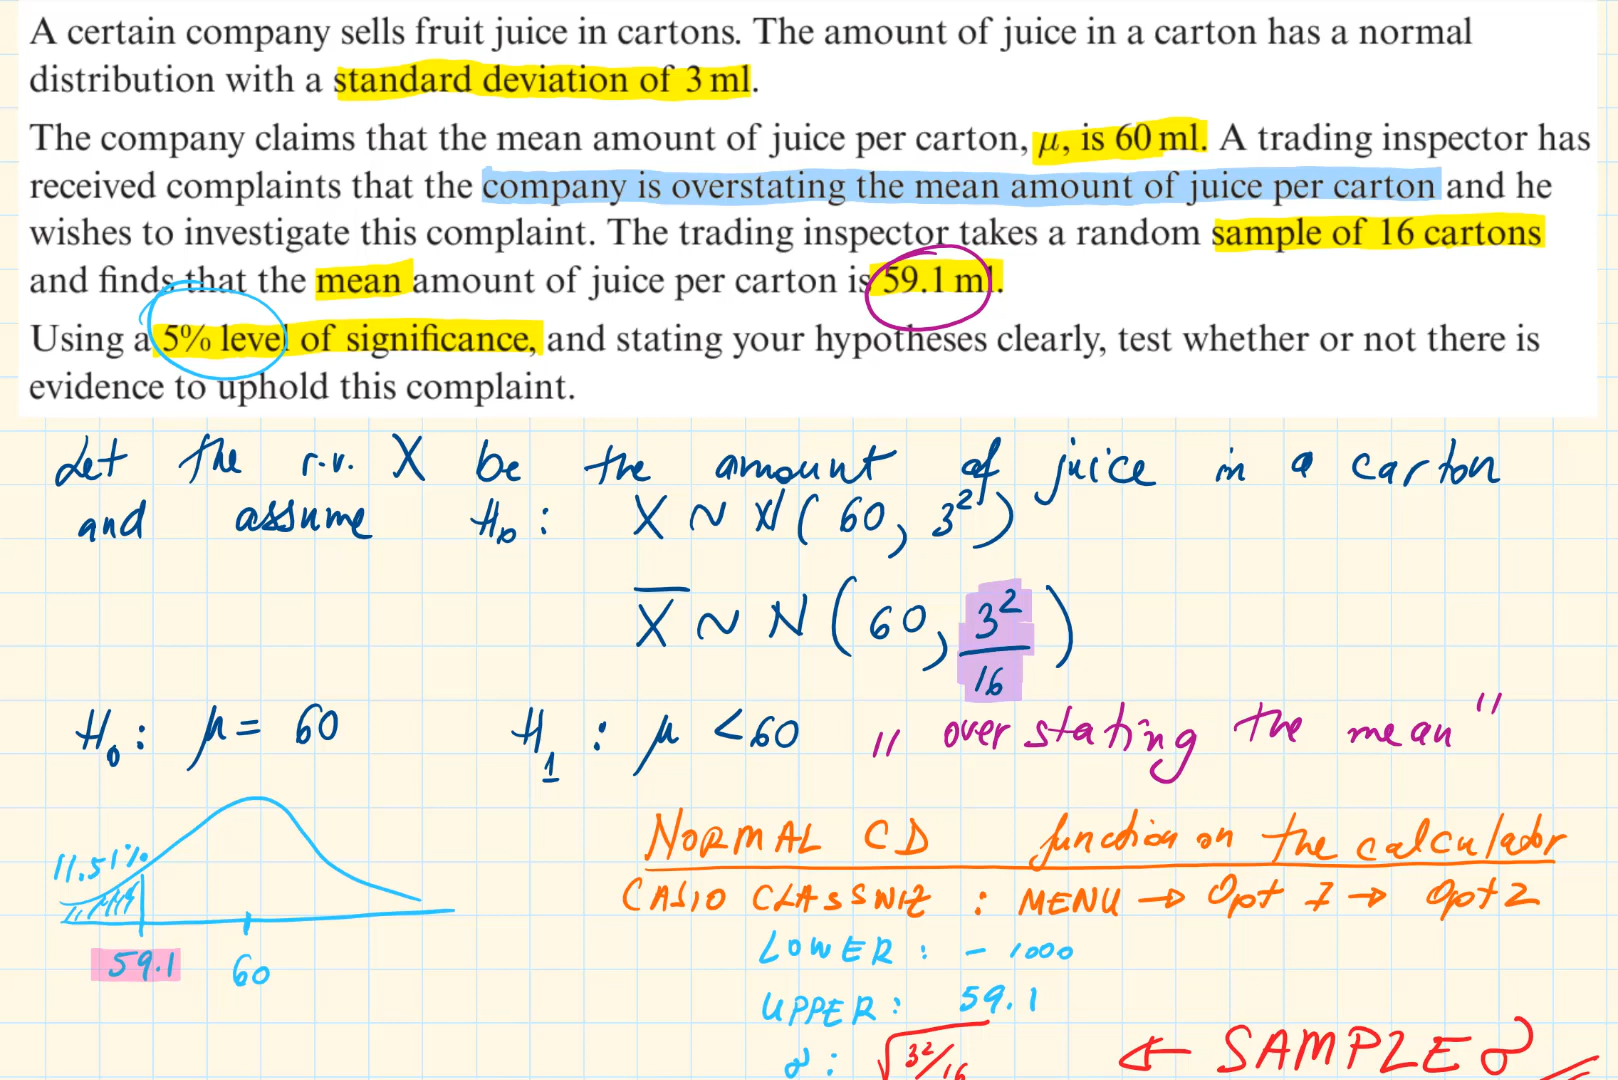 A certain company sells fruit juice in cartons. The amount of juice in a carton has a normal
distribution with a standard deviation of 3 ml.
The company claims that the mean amount of juice per carton, μ, is 60 ml. A trading inspector has
received complaints that the company is overstating the mean amount of juice per carton and he
wishes to investigate this complaint. The trading inspector takes a random sample of 16 cartons
and finds that the mean amount of juice per carton is 59.1 ml.
Using a 5% level of significance, and stating your hypotheses clearly, test whether or not there is
evidence to uphold this complaint.
Let the r.v. X be the amount of juice in a carton
and assume H₀: X ~ N(60, 3²)
X̄ ~ N(60, 3²/16)
H₀: μ = 60 H₁: μ < 60 "overstating the mean"
NORMAL CD function on the calculator
11.51%
CASIO CLASSWIZ : MENU → Opt 7 → Opt 2
59.1 60
LOWER: -1000
UPPER: 59.1
σ: √3²/16 ← SAMPLE σ